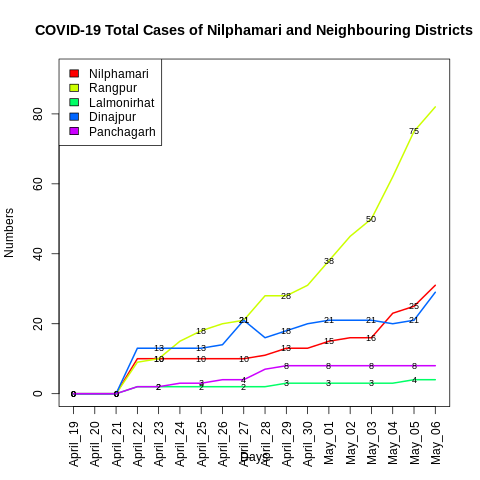 COVID-19 Total Cases of Nilphamari and Neighbouring Districts
Nilphamari
Rangpur
Lalmonirhat
Dinajpur
Panchagarh
Numbers
80
60
40
20
0
75
50
38
28
25
21
21
21
21
18
18
16
15
13
13
13
10
10
10
8
8
8
8
4
4
3
3
3
3
2
2
2
0
0
April_19
April_20
April_21
April_22
April_23
April_24
April_25
April_26
April_27
April_28
April_29
April_30
May_01
May_02
May_03
May_04
May_05
May_06
Days